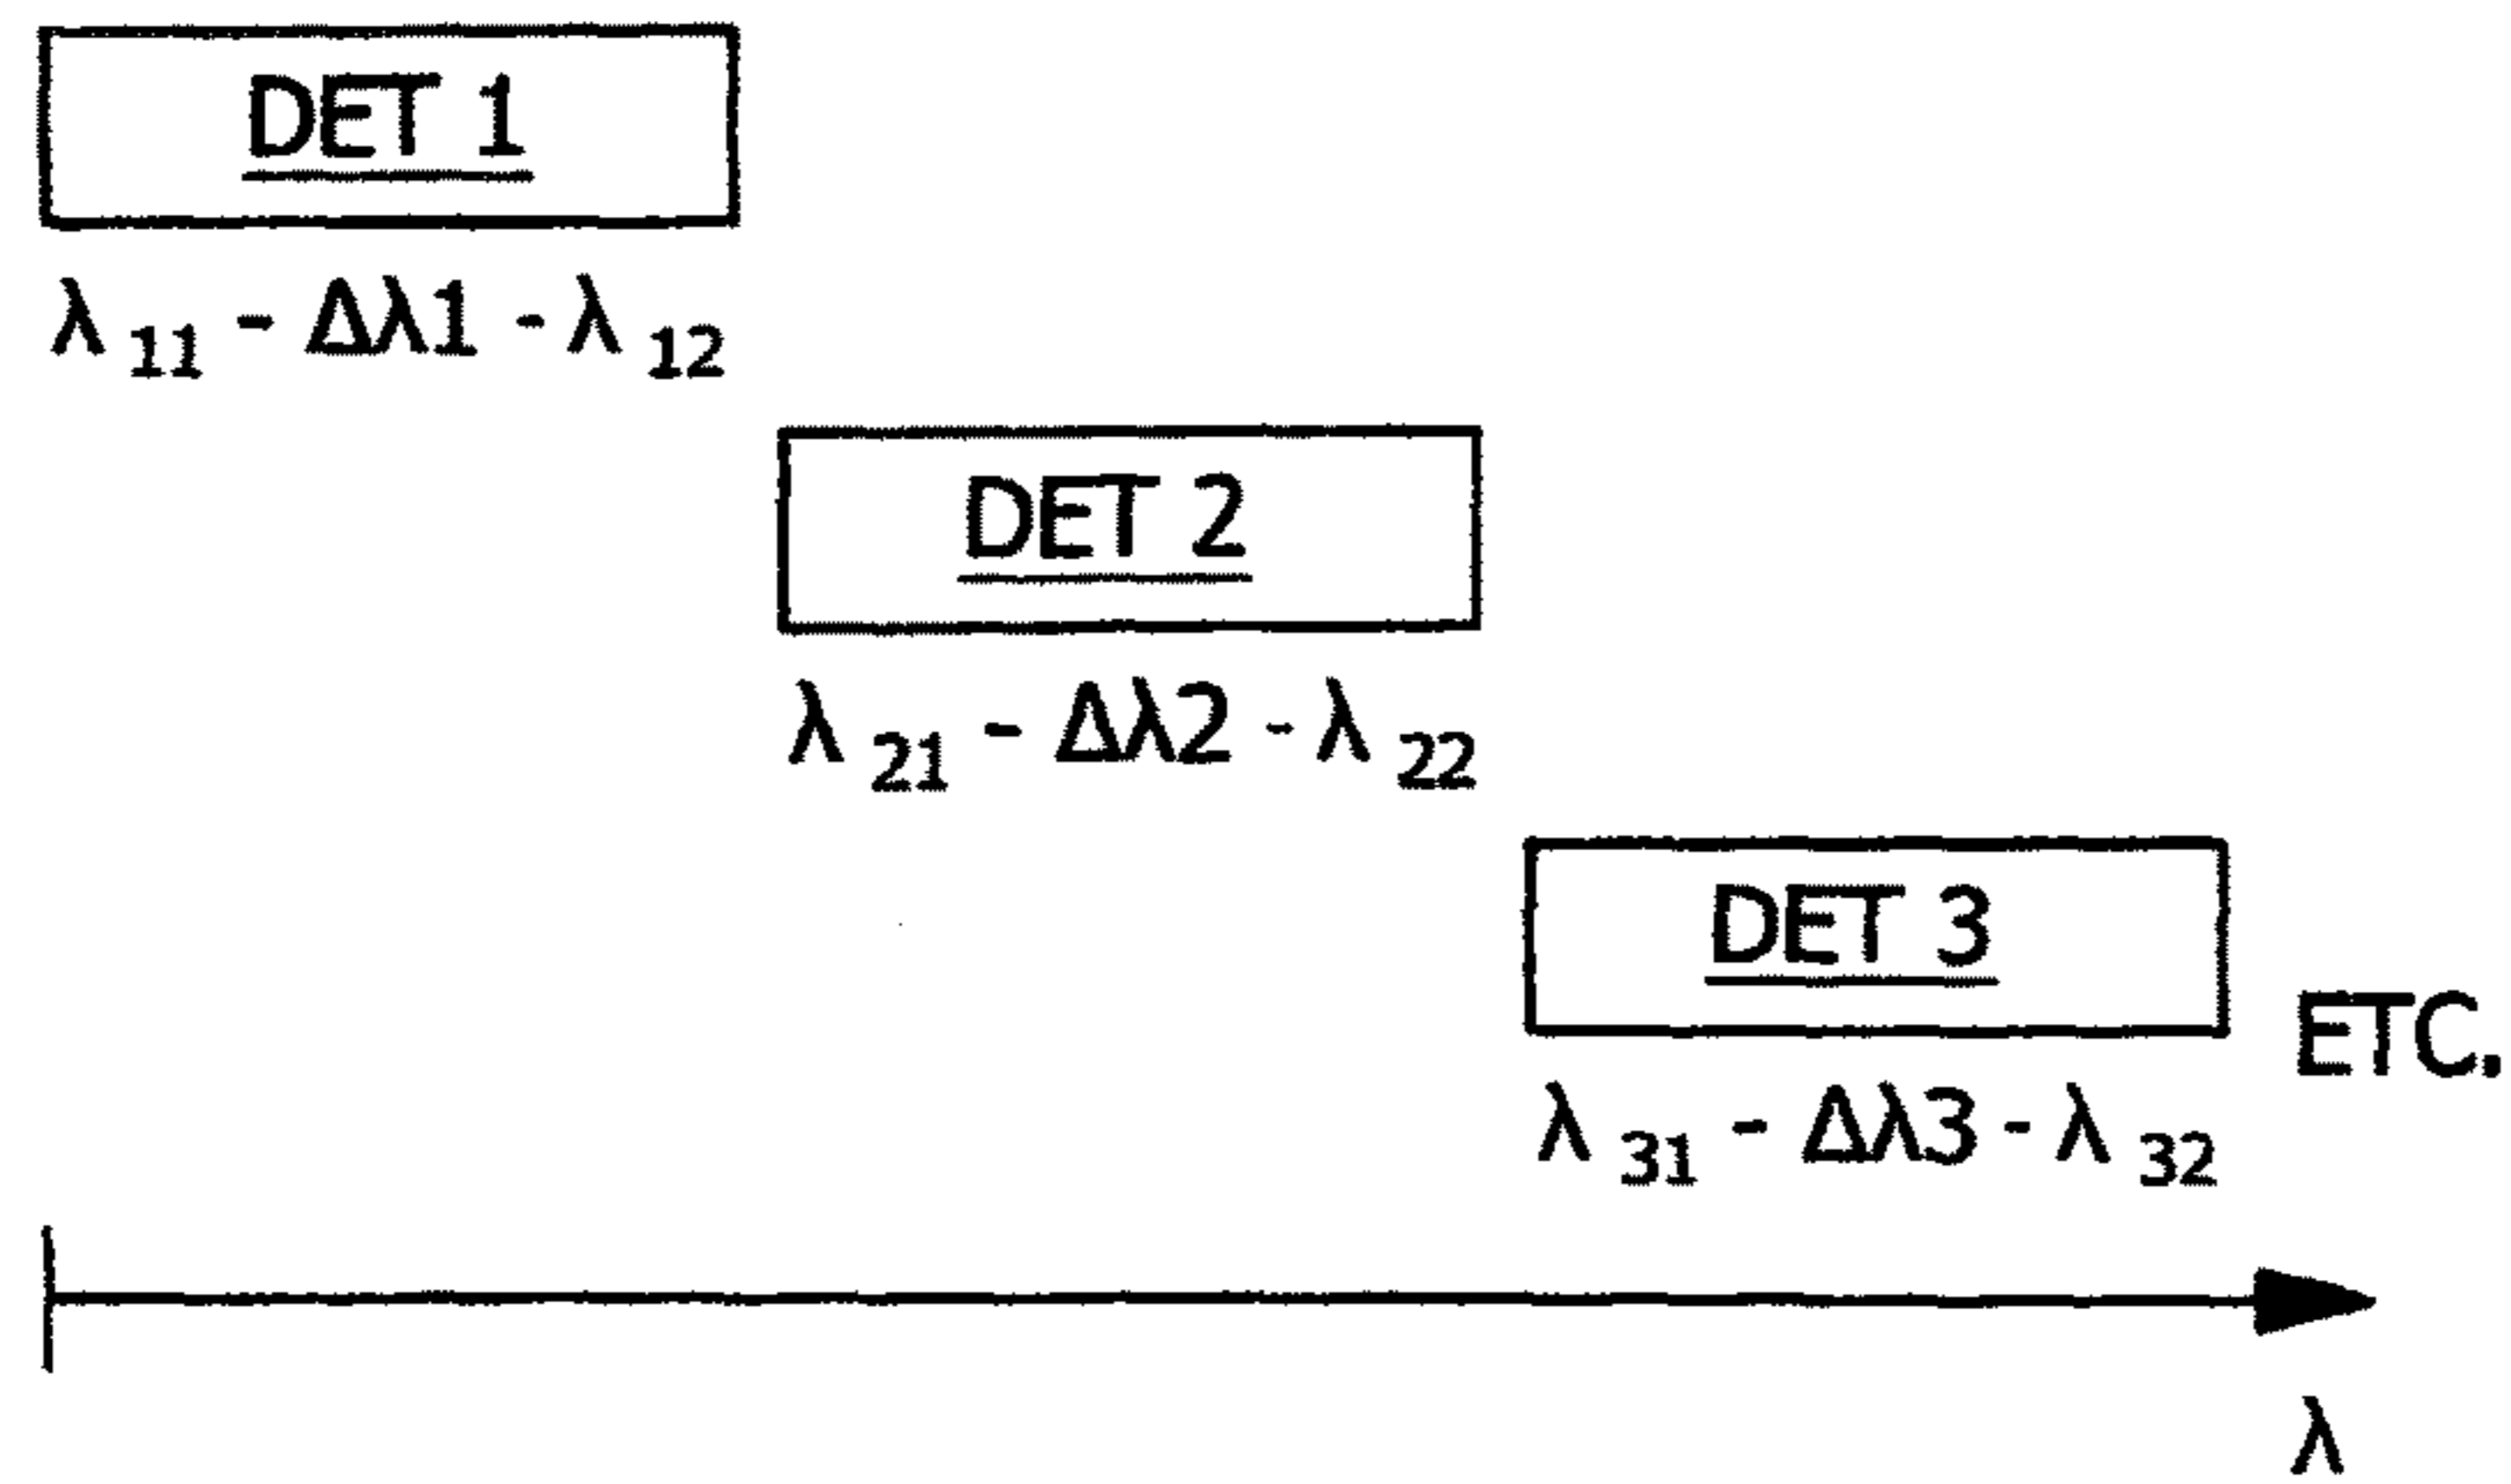 DET 1
λ 11 - Δλ1 - λ 12
DET 2
λ 21 - Δλ2 - λ 22
DET 3
ETC.
λ 31 - Δλ3 - λ 32
λ